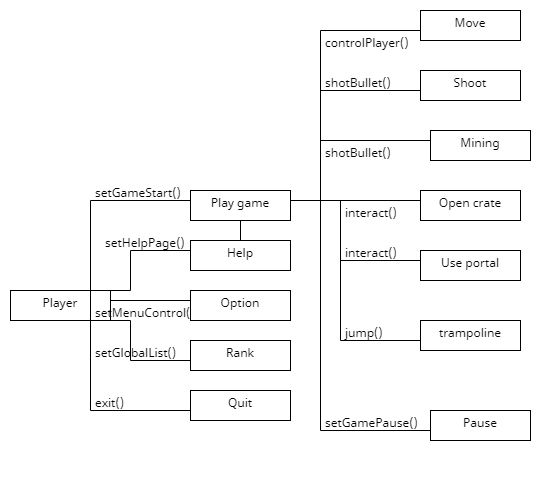 Move
controlPlayer()
shotBullet()
Shoot
Mining
shotBullet()
setGameStart()
Play game
Open crate
interact()
setHelpPage()
Help
interact()
Use portal
Player
Option
setMenuControl(
jump()
trampoline
setGlobalList()
Rank
exit()
Quit
setGamePause()
Pause